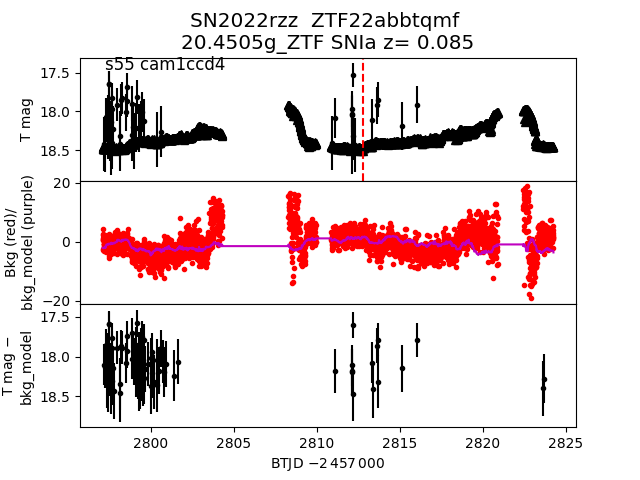 SN2022rzz  ZTF22abbtqmf
20.4505g_ZTF SNIa z= 0.085
s55 cam1ccd4
T mag
17.5
18.0
18.5
Bkg (red)/
bkg_model (purple)
20
0
−20
T mag −
bkg_model
17.5
18.0
18.5
2800 2805 2810 2815 2820 2825
BTJD −2 457 000